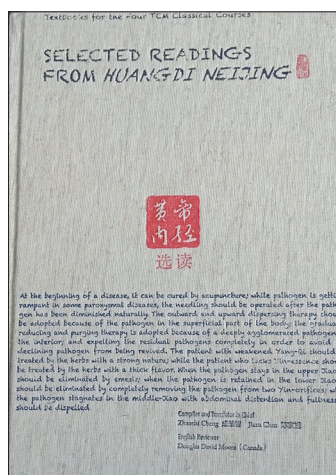 Textbooks for the Four TCM Classical Courses
SELECTED READINGS
FROM HUANGDI NEIJING
黄帝
内经
选读
At the beginning of a disease, it can be cured by acupuncture; while pathogen is getting
rampant in some paroxysmal diseases, the needling should be operated after the patho
gen has been diminished naturally. The outward and upward dispersing therapy should
be adopted because of the pathogen in the superficial part of the body; the gradual
reducing and purging therapy is adopted because of a deeply agglomerated pathogen
the interior; and expelling the residual pathogens completely in order to avoid
declining pathogen from being revived. The patient with weakened Yang-Qi should
treated by the herbs with a strong nature; while the patient who lacks Yin-essence shou
be treated by the herbs with a thick flavor. When the pathogen stays in the upper Jiao
should be eliminated by emesis; when the pathogen is retained in the lower Jiao
should be eliminated by completely removing the pathogen from two Yin-orifices; wh
the pathogen stagnates in the middle-Jiao with abdominal distention and fullness
should be dispelled
Compiler and Translator in Chief
Zhaozhi Cheng Jiaxu Chen
English Reviewer
Douglas David Moore (Canada)